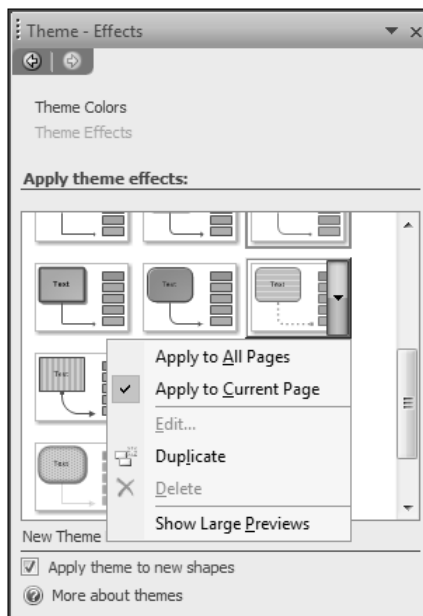 Theme - Effects
Theme Colors
Theme Effects
Apply theme effects:
Text
Text
Text
Apply to All Pages
Text
Apply to Current Page
Edit...
Duplicate
Text
Delete
Show Large Previews
New Theme
Apply theme to new shapes
More about themes